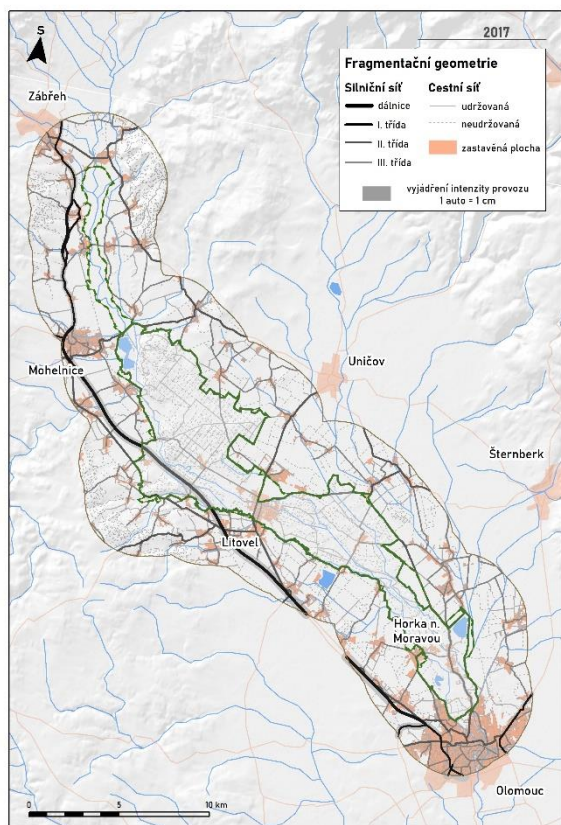 2017
S
Fragmentační geometrie
Silniční síť
Cestní síť
dálnice
udržovaná
I. třída
neudržovaná
II. třída
zastavěná plocha
III. třída
vyjádření intenzity provozu
1 auto = 1 cm
Zábřeh
Mohelnice
Uničov
Šternberk
Litovel
Horka n.
Moravou
Olomouc
0 5 10 km